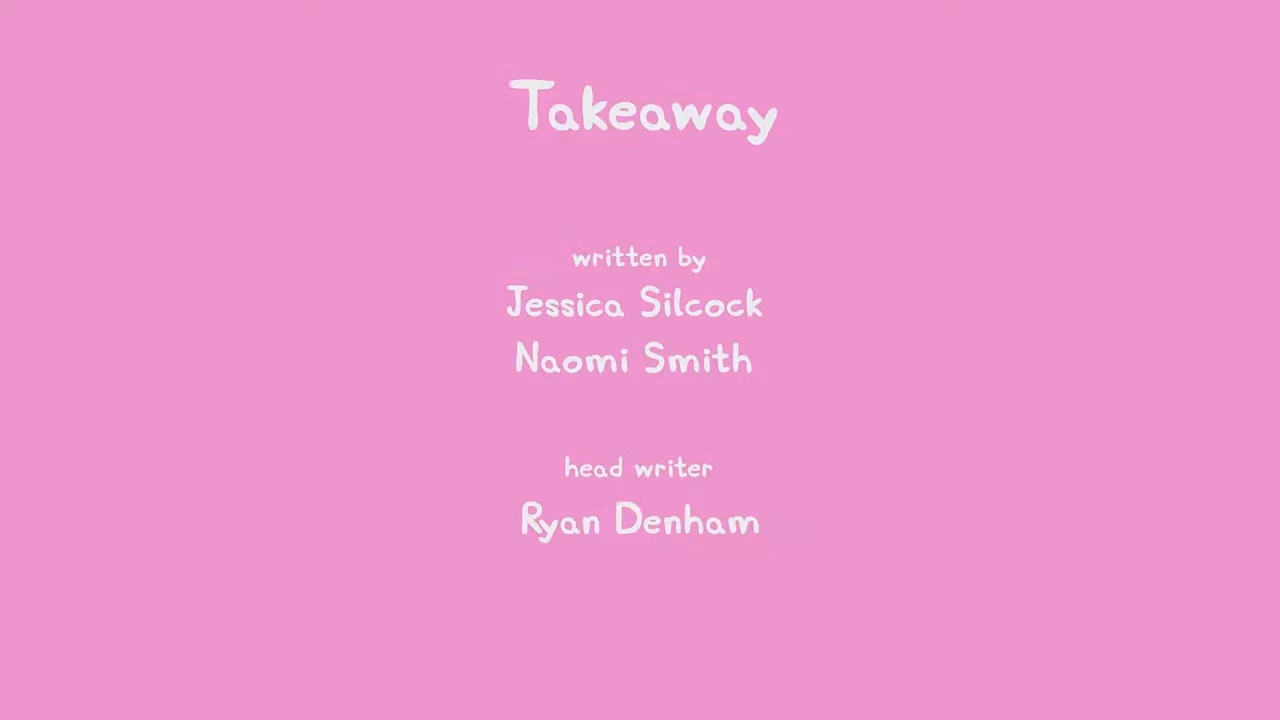 Takeaway
written by
Jessica Silcock
Naomi Smith
head writer
Ryan Denham